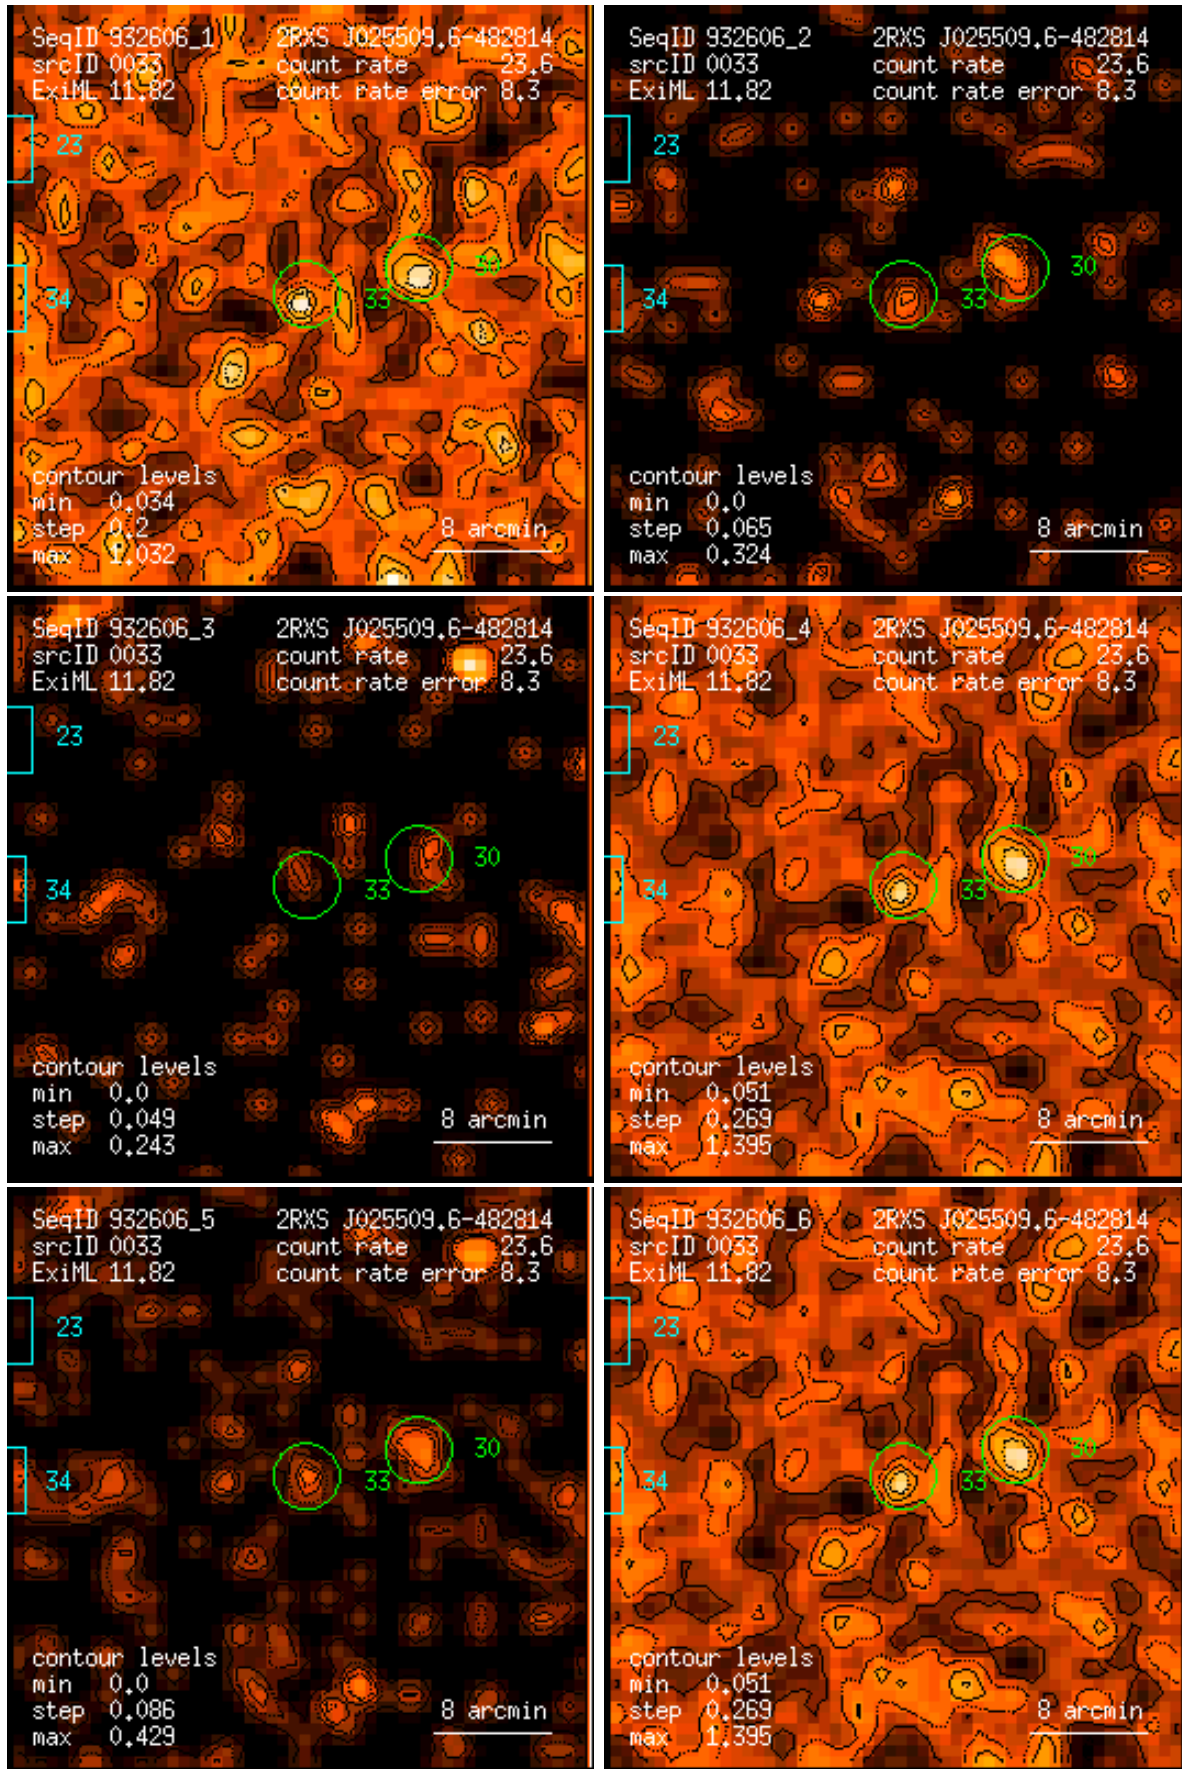 SeqID 932606_1 2RXS J025509.6-482814
srcID 0033 count rate 23.6
ExiML 11.82 count rate error 8.3
23
30
34 33
contour levels
min 0.034
step 0.2 8 arcmin
max 1.032
SeqID 932606_2 2RXS J025509.6-482814
srcID 0033 count rate 23.6
ExiML 11.82 count rate error 8.3
23
30
34 33
contour levels
min 0.0
step 0.065 8 arcmin
max 0.324
SeqID 932606_3 2RXS J025509.6-482814
srcID 0033 count rate 23.6
ExiML 11.82 count rate error 8.3
23
30
34 33
contour levels
min 0.0
step 0.049 8 arcmin
max 0.243
SeqID 932606_4 2RXS J025509.6-482814
srcID 0033 count rate 23.6
ExiML 11.82 count rate error 8.3
23
30
34 33
contour levels
min 0.051
step 0.269 8 arcmin
max 1.395
SeqID 932606_5 2RXS J025509.6-482814
srcID 0033 count rate 23.6
ExiML 11.82 count rate error 8.3
23
30
34 33
contour levels
min 0.0
step 0.086 8 arcmin
max 0.429
SeqID 932606_6 2RXS J025509.6-482814
srcID 0033 count rate 23.6
ExiML 11.82 count rate error 8.3
23
30
34 33
contour levels
min 0.051
step 0.269 8 arcmin
max 1.395